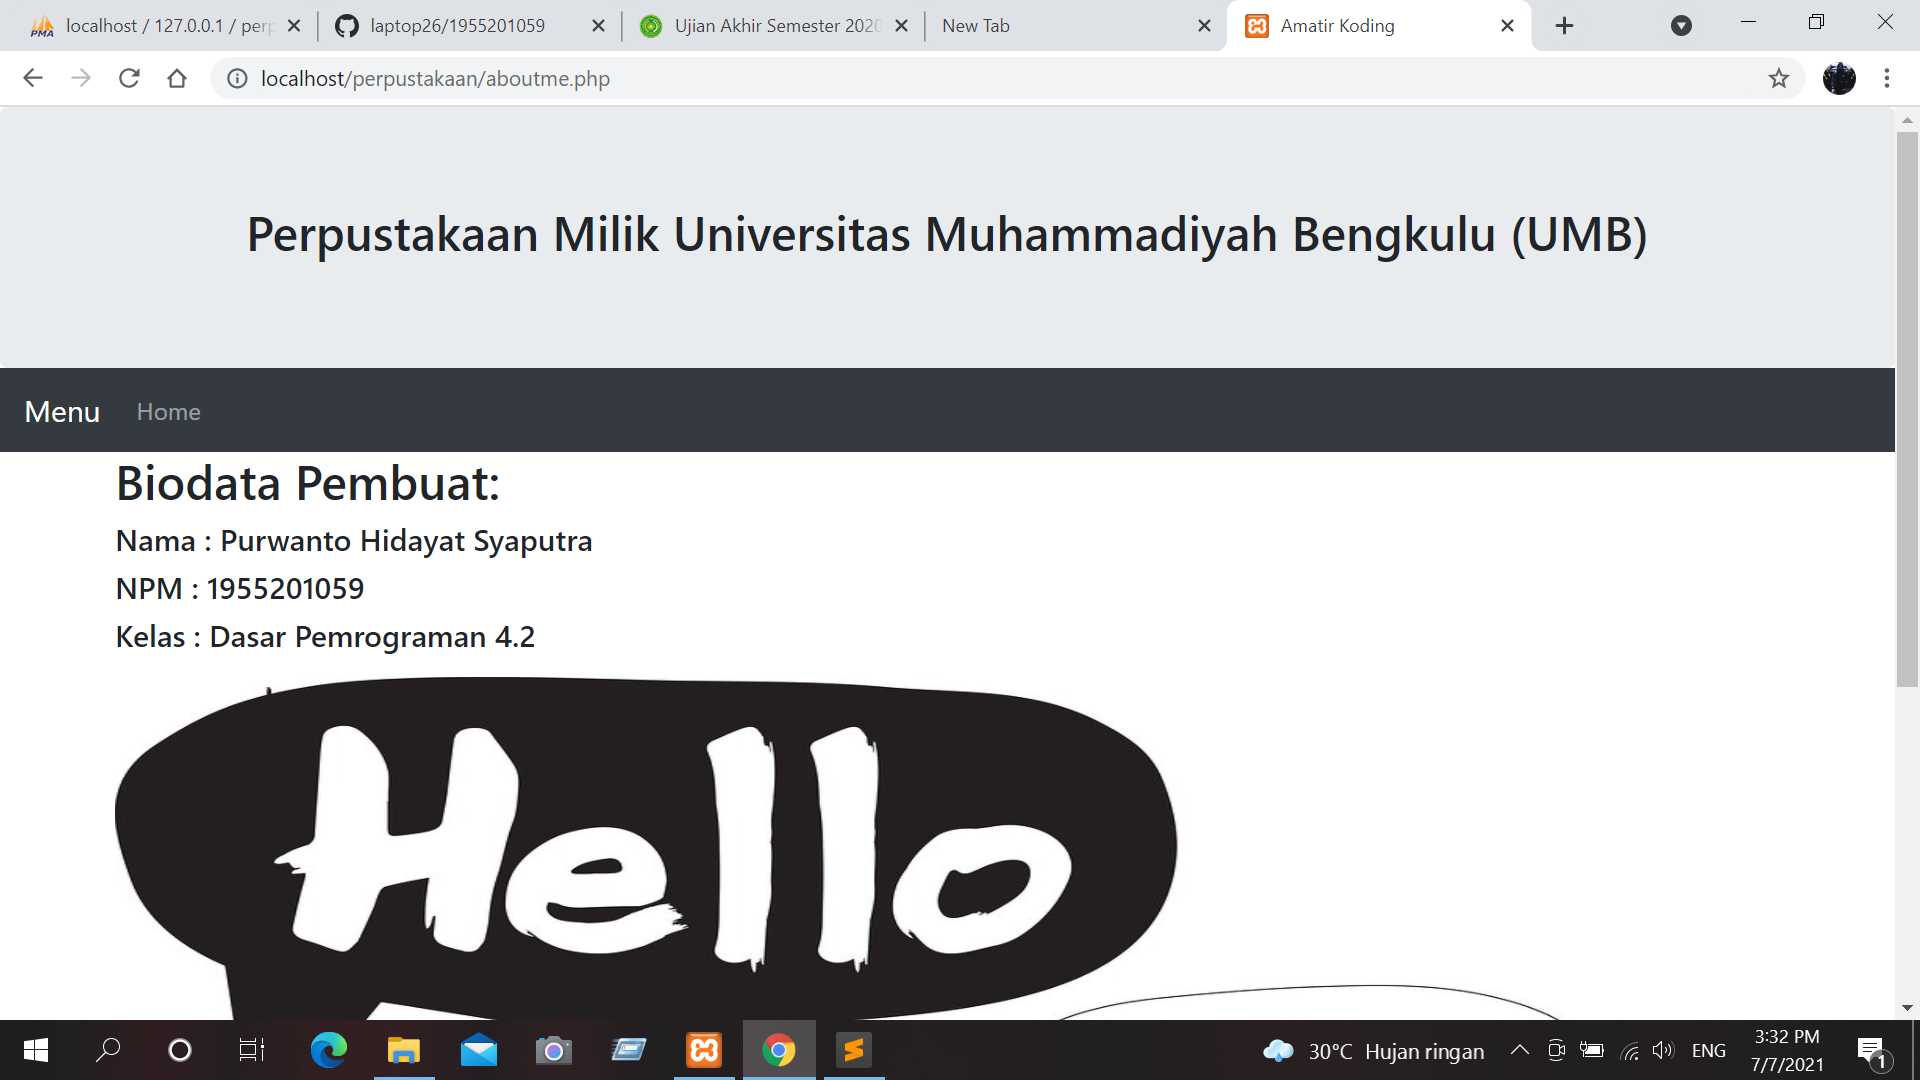 localhost / 127.0.0.1 / perp
laptop26/1955201059
Ujian Akhir Semester 2020
New Tab
Amatir Koding
localhost/perpustakaan/aboutme.php
Perpustakaan Milik Universitas Muhammadiyah Bengkulu (UMB)
Menu Home
Biodata Pembuat:
Nama : Purwanto Hidayat Syaputra
NPM : 1955201059
Kelas : Dasar Pemrograman 4.2
Hello
30°C Hujan ringan
ENG
3:32 PM
7/7/2021
1